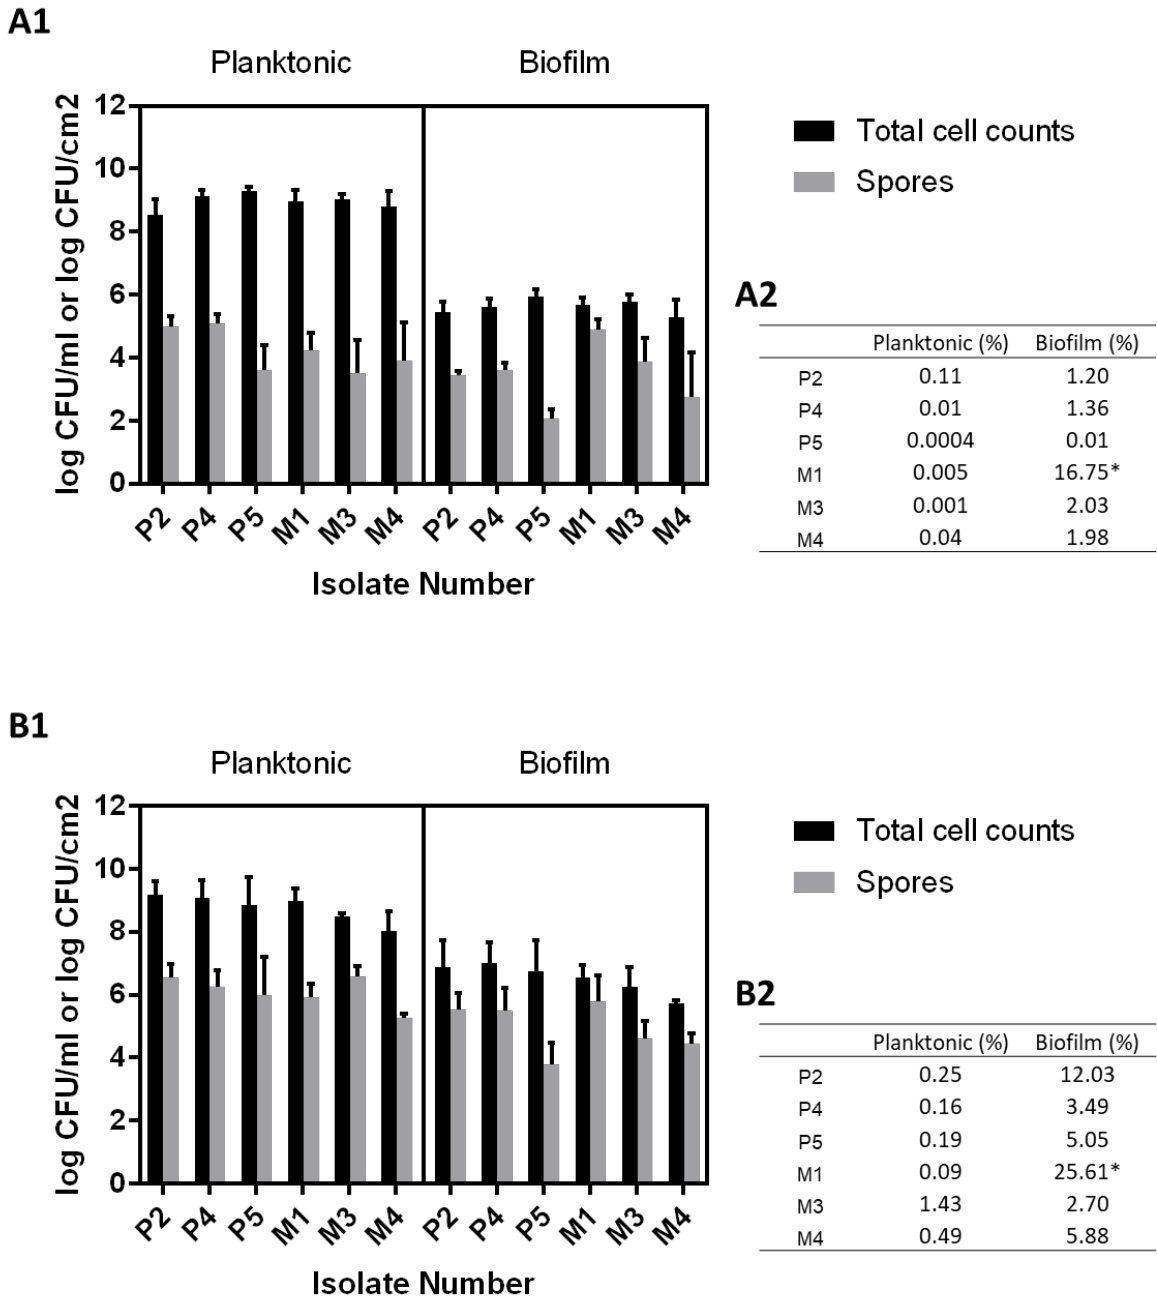 A1
Planktonic Biofilm
log CFU/ml or log CFU/cm2
12
10
8
6
4
2
0
P2 P4 P5 M1 M3 M4 P2 P4 P5 M1 M3 M4
Isolate Number
Total cell counts
Spores
A2
Planktonic (%) Biofilm (%)
P2 0.11 1.20
P4 0.01 1.36
P5 0.0004 0.01
M1 0.005 16.75*
M3 0.001 2.03
M4 0.04 1.98
B1
Planktonic Biofilm
log CFU/ml or log CFU/cm2
12
10
8
6
4
2
0
P2 P4 P5 M1 M3 M4 P2 P4 P5 M1 M3 M4
Isolate Number
Total cell counts
Spores
B2
Planktonic (%) Biofilm (%)
P2 0.25 12.03
P4 0.16 3.49
P5 0.19 5.05
M1 0.09 25.61*
M3 1.43 2.70
M4 0.49 5.88